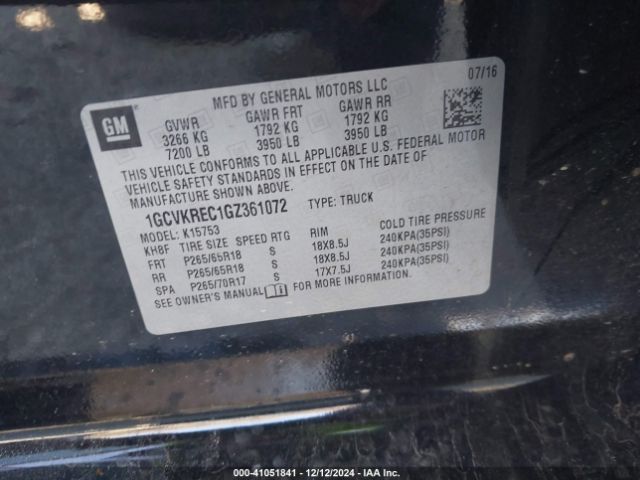 MFD BY GENERAL MOTORS LLC 07/16
GM
GVWR GAWR FRT GAWR RR
3266 KG 1792 KG 1792 KG
7200 LB 3950 LB 3950 LB
THIS VEHICLE CONFORMS TO ALL APPLICABLE U.S. FEDERAL MOTOR
VEHICLE SAFETY STANDARDS IN EFFECT ON THE DATE OF
MANUFACTURE SHOWN ABOVE.
1GCVKREC1GZ361072 TYPE: TRUCK
MODEL: K15753
KH8F TIRE SIZE SPEED RTG RIM COLD TIRE PRESSURE
FRT P265/65R18 S 18X8.5J 240KPA(35PSI)
RR P265/65R18 S 18X8.5J 240KPA(35PSI)
SPA P265/70R17 S 17X7.5J 240KPA(35PSI)
SEE OWNER'S MANUAL FOR MORE INFORMATION.
000-41051841 - 12/12/2024 - IAA Inc.